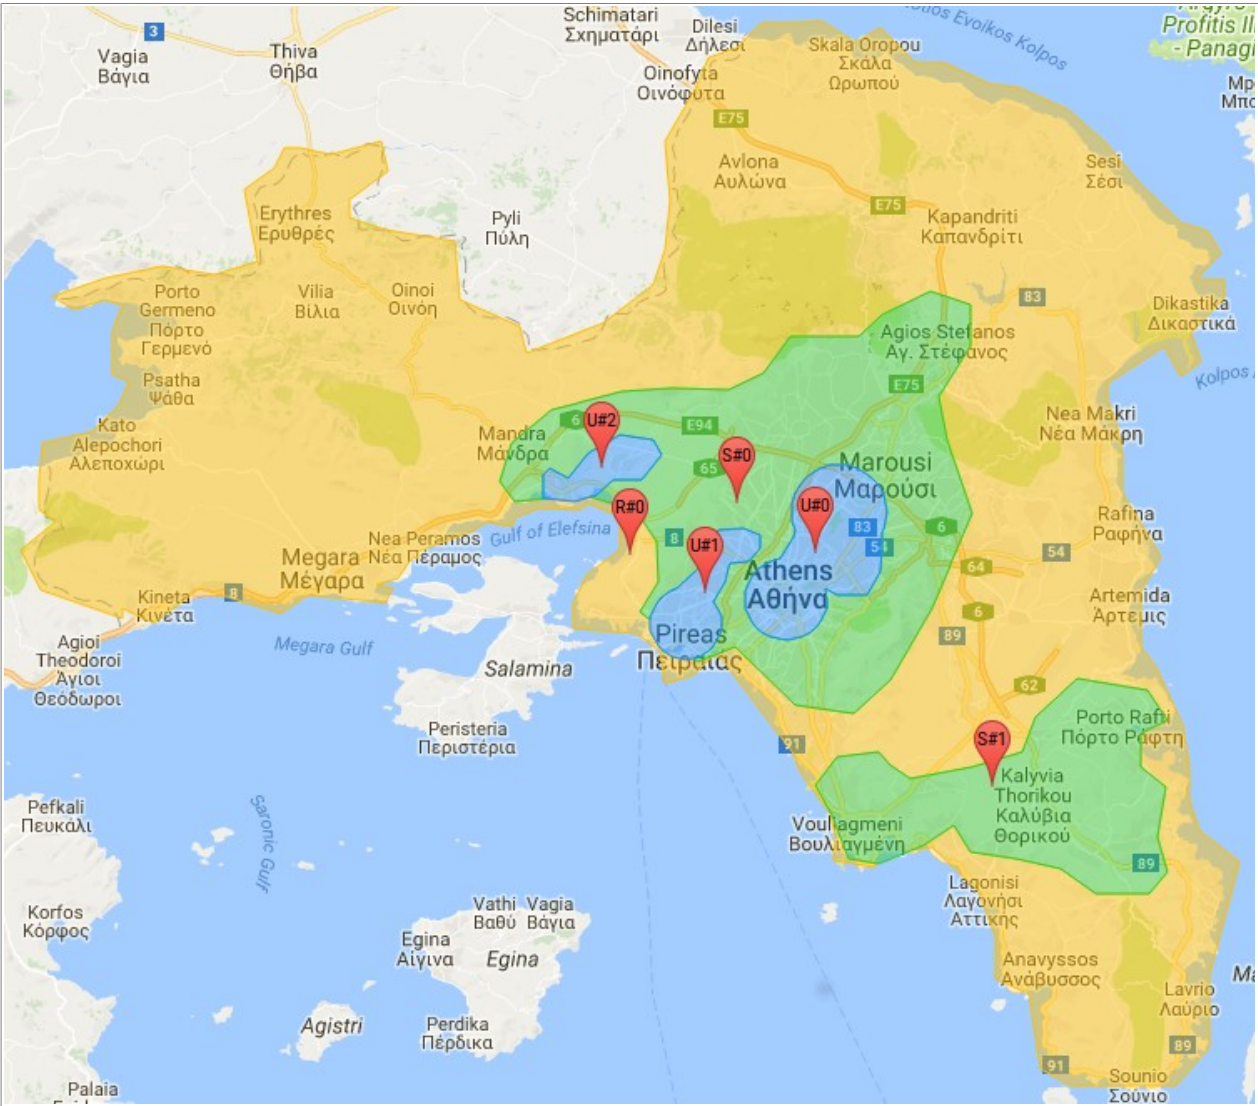 3
Vagia
Βάγια
Thiva
Θήβα
Schimatari
Σχηματάρι
Dilesi
Δήλεσι
Oinofyta
Οινόφυτα
Evoikos Kolpos
Skala Oropou
Σκάλα
Ωρωπού
Profitis
- Panagi
E75
Avlona
Αυλώνα
Sesi
Σέσι
E75
Kapandriti
Καπανδρίτι
Erythres
Ερυθρές
Pyli
Πύλη
Porto
Germeno
Πόρτο
Γερμενό
Vilia
Βίλια
Oinoi
Οινόη
83
Dikastika
Δικαστικά
Agios Stefanos
Αγ. Στέφανος
Kolpos
Psatha
Ψάθα
E75
Kato
Alepochori
Αλεποχώρι
Mandra
Μάνδρα
6
U#2
E94
Nea Makri
Νέα Μάκρη
S#0
65
Marousi
Μαρούσι
R#0
U#0
83
6
Rafina
Ραφήνα
Gulf of Elefsina
Nea Peramos
Νέα Πέραμος
8
U#1
54
54
Megara
Μέγαρα
Athens
Αθήνα
64
Kineta
Κινέτα
8
6
Artemida
Άρτεμις
Pireas
Πειραιάς
89
Agioi
Theodoroi
Άγιοι
Θεόδωροι
Megara Gulf
Salamina
62
Peristeria
Περιστέρια
91
S#1
Porto Rafti
Πόρτο Ράφτη
Kalyvia
Thorikou
Καλύβια
Θορικού
Pefkali
Πευκάλι
Saronic Gulf
Vouliagmeni
Βουλιαγμένη
89
Lagonisi
Λαγονήσι
Αττικής
Korfos
Κόρφος
Vathi
Βαθύ
Vagia
Βάγια
Egina
Αίγινα
Egina
Anavyssos
Ανάβυσσος
Lavrio
Λαύριο
Agistri
Perdika
Πέρδικα
89
91
Sounio
Σούνιο
Palaia